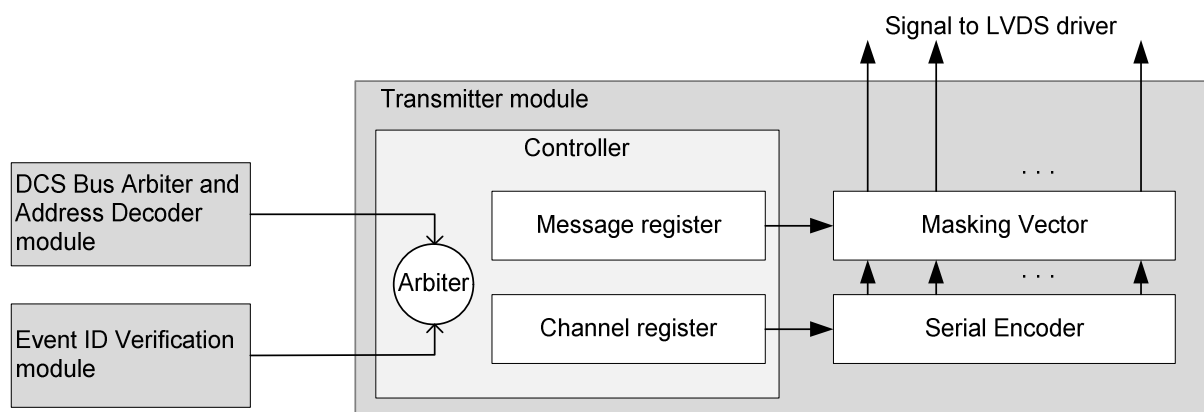 Signal to LVDS driver
Transmitter module
Controller
DCS Bus Arbiter and
Address Decoder
module
Message register
Masking Vector
. . .
Arbiter
. . .
Event ID Verification
module
Channel register
Serial Encoder